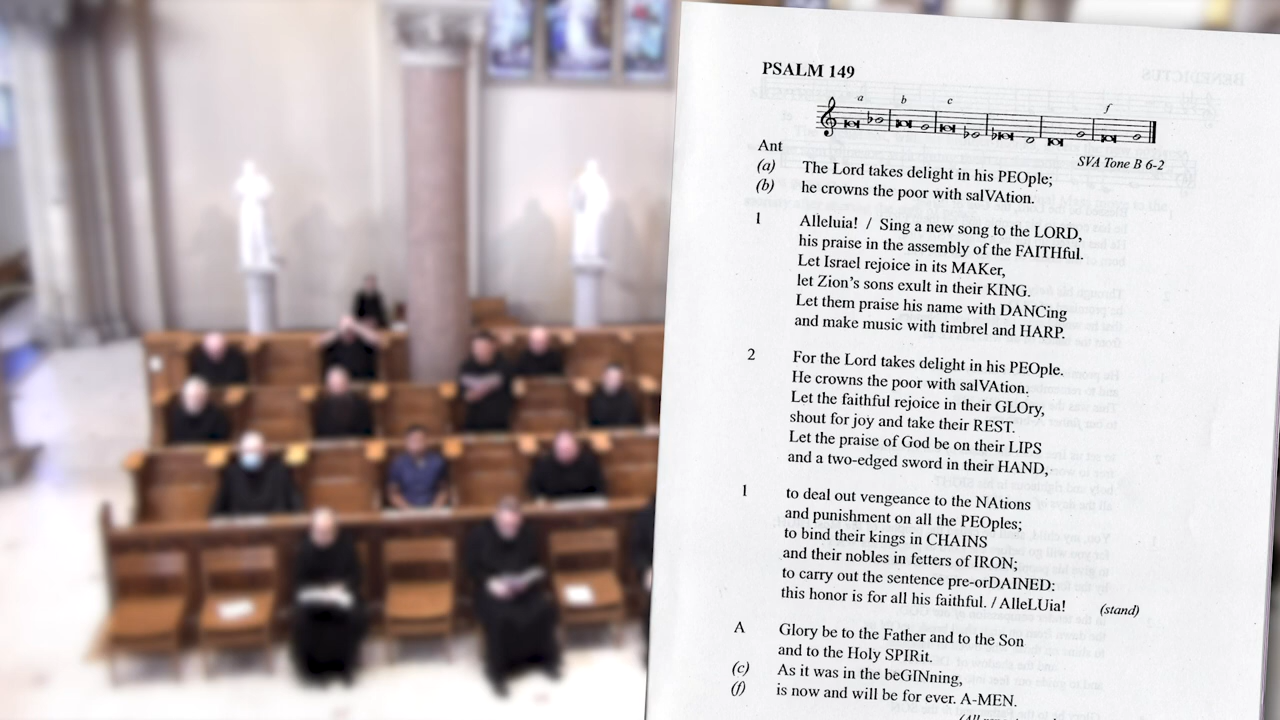 PSALM 149
a b c f
SVA Tone B 6-2
Ant
(a) The Lord takes delight in his PEOple;
(b) he crowns the poor with salVAtion.
1 Alleluia! / Sing a new song to the LORD,
his praise in the assembly of the FAITHful.
Let Israel rejoice in its MAKer,
let Zion's sons exult in their KING.
Let them praise his name with DANCing
and make music with timbrel and HARP.
2 For the Lord takes delight in his PEOple.
He crowns the poor with salVAtion.
Let the faithful rejoice in their GLOry,
shout for joy and take their REST.
Let the praise of God be on their LIPS
and a two-edged sword in their HAND,
1 to deal out vengeance to the NAtions
and punishment on all the PEOples;
to bind their kings in CHAINS
and their nobles in fetters of IRON;
to carry out the sentence pre-orDAINED:
this honor is for all his faithful. / AlleLUia! (stand)
A Glory be to the Father and to the Son
and to the Holy SPIRit.
(c) As it was in the beGINning,
(f) is now and will be for ever. A-MEN.